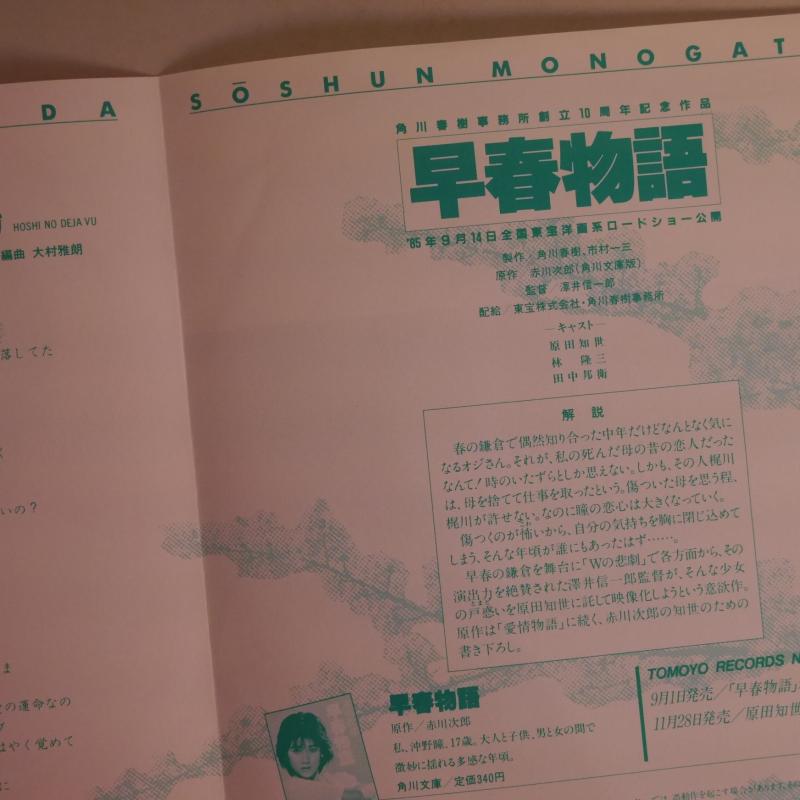 DA
HOSHI NO DEJA VU
編曲 大村雅朗
落してた
いの？
ま
の運命なの
はやく覚めて
に
SŌSHUN MONOGAT
角川春樹事務所創立10周年記念作品
早春物語
'85年9月14日全国東宝洋画系ロードショー公開
製作／角川春樹、市村一三
原作／赤川次郎（角川文庫版）
監督／澤井信一郎
配給／東宝株式会社・角川春樹事務所
—キャスト—
原田知世
林 隆三
田中邦衛
解 説
春の鎌倉で偶然知り合った中年だけどなんとなく気に
なるオジさん。それが、私の死んだ母の昔の恋人だった
なんて！時のいたずらとしか思えない。しかも、その人梶川
は、母を捨てて仕事を取ったという。傷ついた母を思う程、
梶川が許せない。なのに瞳の恋心は大きくなっていく。
傷つくのが怖いから、自分の気持ちを胸に閉じ込めて
しまう、そんな年頃が誰にもあったはず……。
早春の鎌倉を舞台に「Wの悲劇」で各方面から、その
演出力を絶賛された澤井信一郎監督が、そんな少女
の戸惑いを原田知世に託して映像化しようという意欲作。
原作は「愛情物語」に続く、赤川次郎の知世のための
書き下ろし。
早春物語
原作／赤川次郎
私、沖野瞳、17歳。大人と子供、男と女の間で
微妙に揺れる多感な年頃。
角川文庫／定価340円
TOMOYO RECORDS N
9月1日発売／「早春物語」
11月28日発売／原田知世